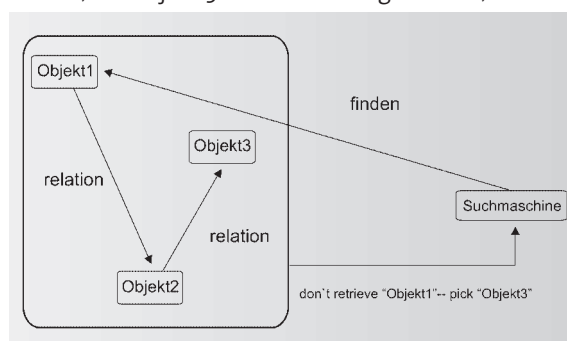 Objekt1
finden
Objekt3
relation
Suchmaschine
relation
Objekt2
don`t retrieve “Objekt1”-- pick “Objekt3”